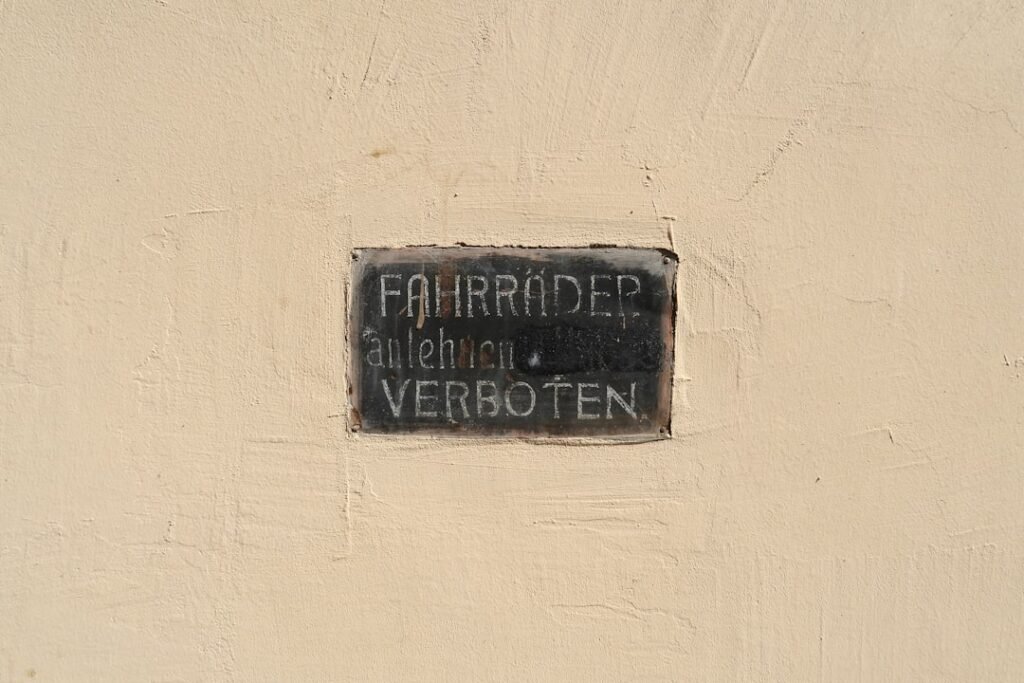 FAHRRÄDER
anlehnen
VERBOTEN.